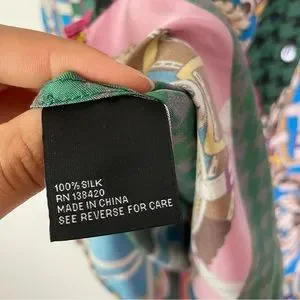 100% SILK
RN 138420
MADE IN CHINA
SEE REVERSE FOR CARE